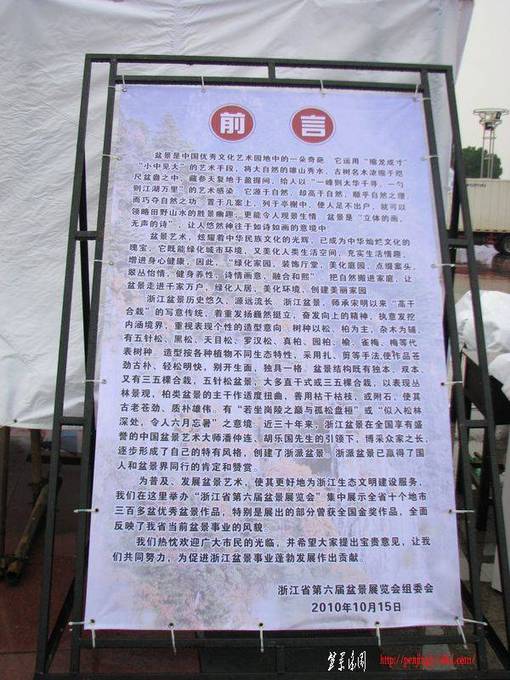 前言
盆景是中国优秀文化艺术园地中的一朵奇葩 它运用“缩龙成寸”
“小中见大”的艺术手段，将大自然的雄山秀水，古树名木浓缩于咫
尺盆盎之中，藏参天复地于盈握间，给人以“一峰则太华千寻，一勺
则江湖万里”的艺术感染 它源于自然，却高于自然，顺乎自然之理
而巧夺自然之功 置于几案上，列于亭榭中，使人足不出户，就可以
领略田野山水的胜景幽趣，更能令人观景生情 盆景是“立体的画，
无声的诗”，让人悠然神往于如诗如画的意境中
盆景艺术，炫耀着中华民族文化的光辉，已成为中华灿烂文化的
瑰宝，它既能绿化城市环境，又美化人类生活空间，充实生活情趣，
增进身心健康，因此，“绿化家园，装饰厅堂，美化庭园，点缀案头，
翠丛怡情，健身养性，诗情画意，融合和熙” 把自然搬进家庭，让
盆景走进千家万户，绿化人居，美化环境，创建美丽家园
浙江盆景历史悠久，源远流长 浙江盆景，师承宋明以来“高干
合栽”的写意传统，着重发扬巍然挺立，奋发向上的精神，执意发挖
内涵境界，重视表现个性的造型意向 树种以松、柏为主，杂木为辅
有五针松、黑松、天目松、罗汉松、真柏、园柏、榆、雀梅、梅等代
表树种 造型按各种植物不同生态特性，采用扎、剪等手法，使作品苍
劲古朴、轻松明快，别开生面，独具一格 盆景结构既有独本、双本、
又有三五棵合栽，五针松盆景，大多直干式或三五棵合栽，以表现丛
林景观，柏类盆景的主干作适度扭曲，善用枯干枯枝，或附石，使其
古老苍劲、质朴雄伟。有“若坐岗陵之巅与孤松盘桓”或“似入松林
深处，令人六月忘暑”之意境 近三十年来，浙江盆景在全国享有盛
誉的中国盆景艺术大师潘仲连、胡乐国先生的引领下，博采众家之长，
逐步形成了自己的特有风格，创建了浙派盆景 浙派盆景已赢得了国
人和盆景界同行的肯定和赞赏
为普及、发展盆景艺术，使其更好地为浙江生态文明建设服务，
我们在这里举办“浙江省第六届盆景展览会”集中展示全省十个地市
三百多盆优秀盆景作品，特别是展出的部分曾获全国金奖作品，全面
反映了我省当前盆景事业的风貌
我们热忱欢迎广大市民的光临，并希望大家提出宝贵意见，让我
们共同努力，为促进浙江盆景事业蓬勃发展作出贡献
浙江省第六届盆景展览会组委会
2010年10月15日